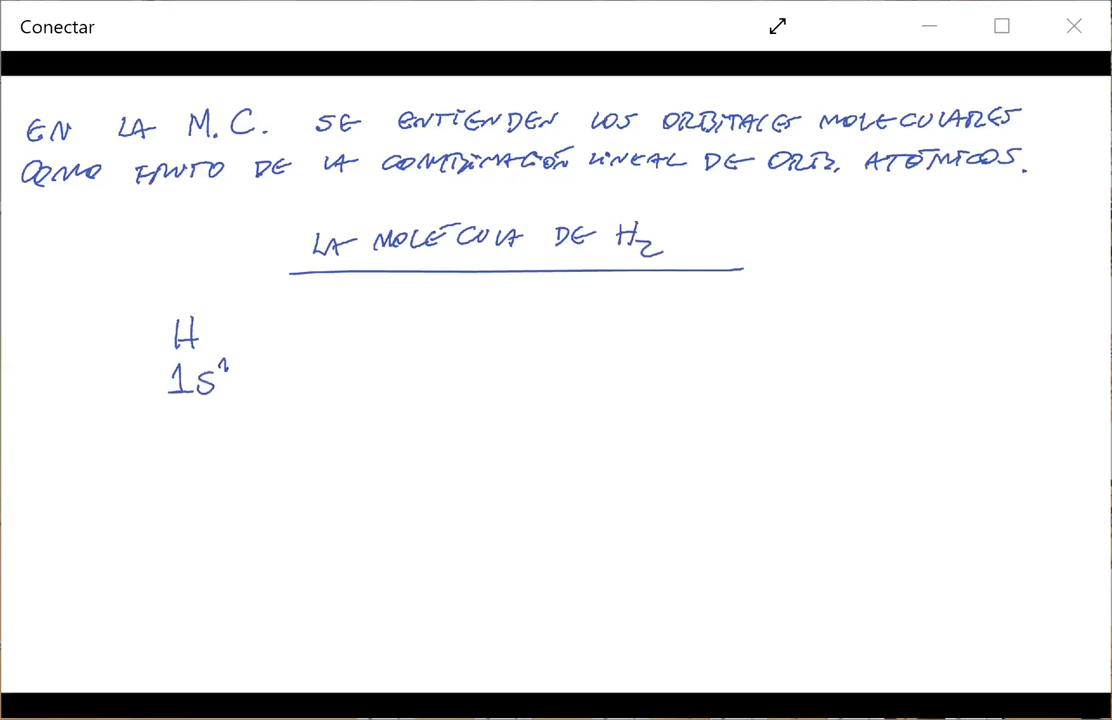 Conectar
EN LA M.C. SE ENTIENDEN LOS ORBITALES MOLECULARES
COMO FRUTO DE LA COMBINACIÓN LINEAL DE ORB. ATÓMICOS.
LA MOLÉCULA DE H₂
H
1s¹